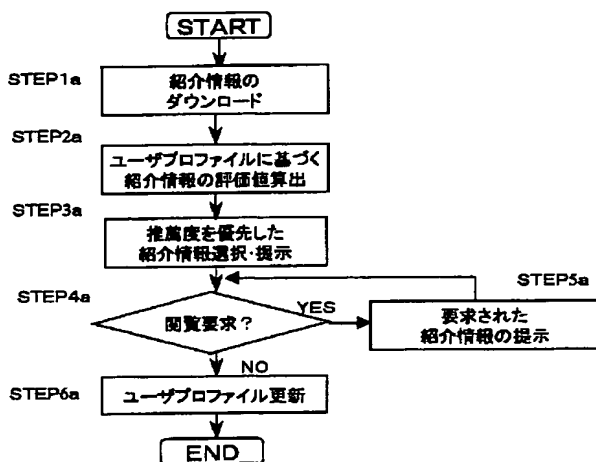 START
STEP1a
紹介情報の
ダウンロード
STEP2a
ユーザプロファイルに基づく
紹介情報の評価値算出
STEP3a
推薦度を優先した
紹介情報選択・提示
STEP4a
閲覧要求？
YES
STEP5a
要求された
紹介情報の提示
NO
STEP6a
ユーザプロファイル更新
END